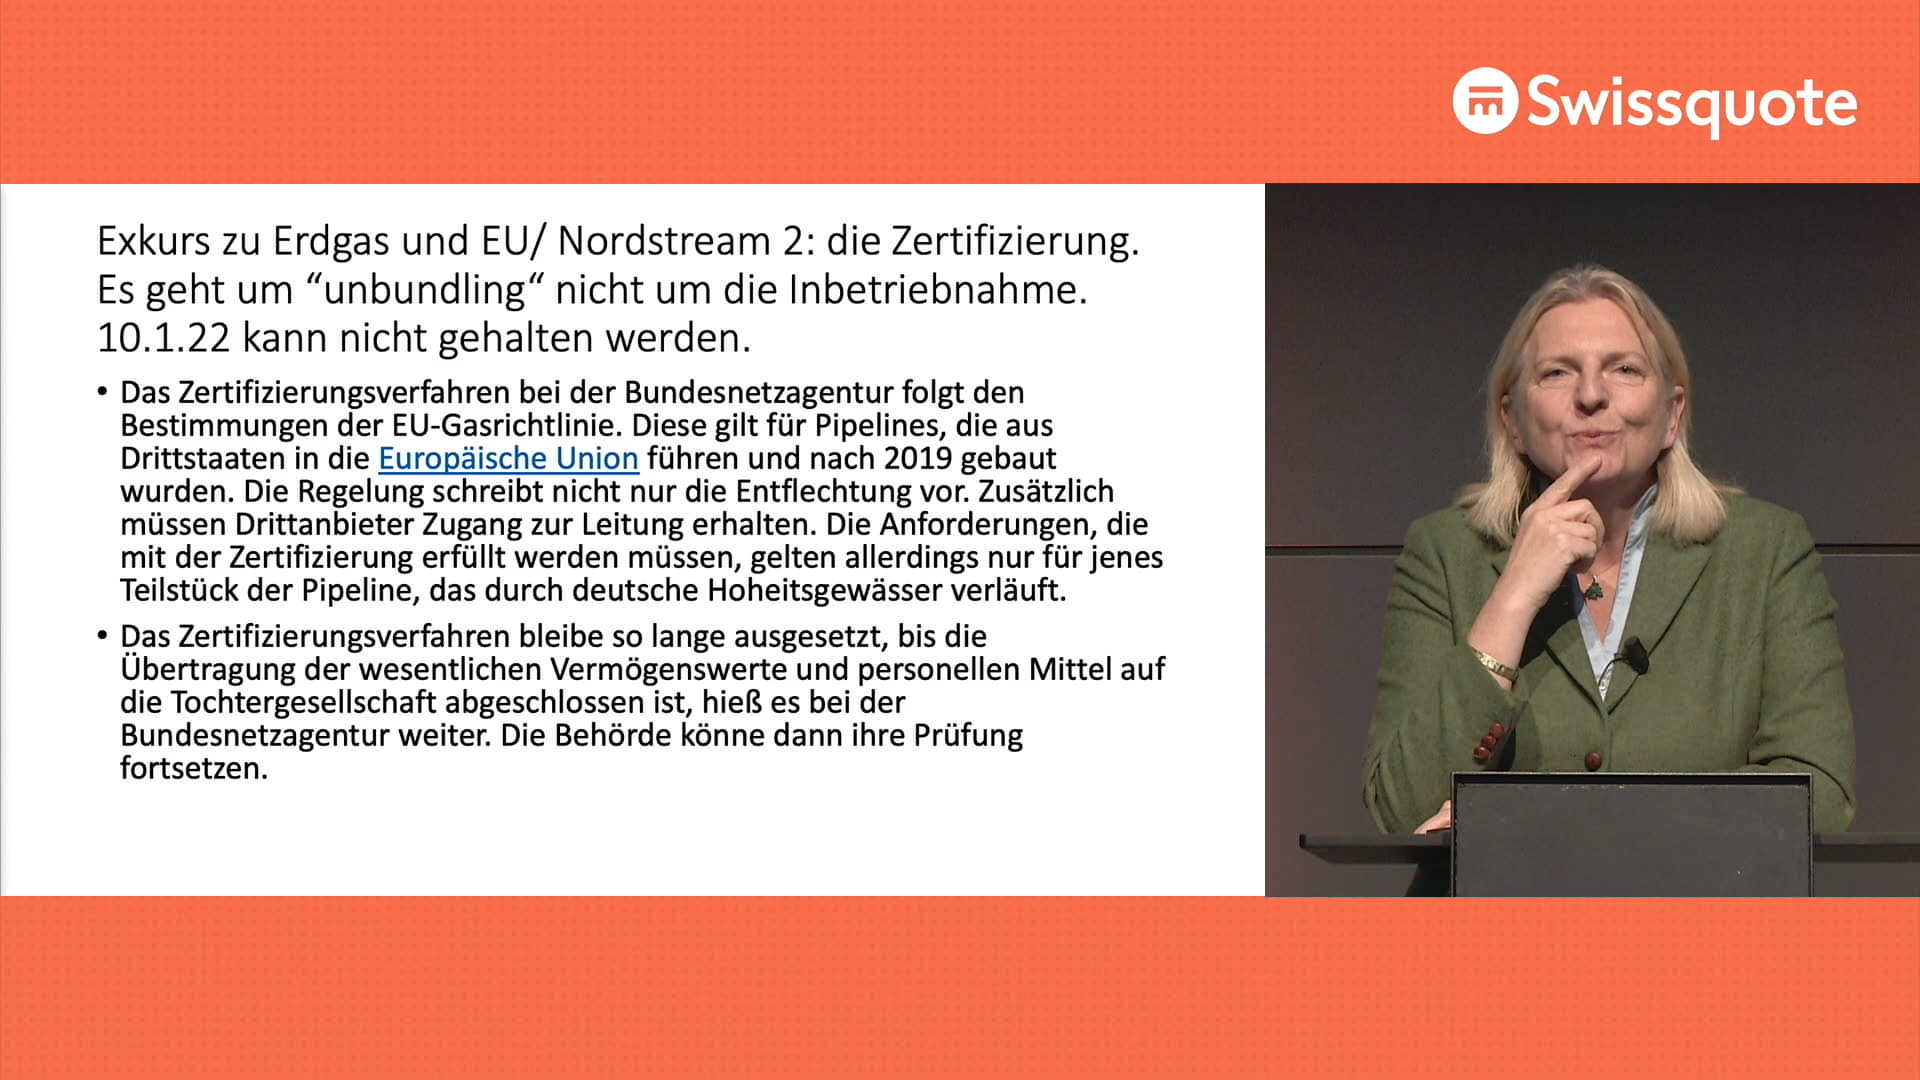 Swissquote
Exkurs zu Erdgas und EU/ Nordstream 2: die Zertifizierung.
Es geht um “unbundling“ nicht um die Inbetriebnahme.
10.1.22 kann nicht gehalten werden.
• Das Zertifizierungsverfahren bei der Bundesnetzagentur folgt den
Bestimmungen der EU-Gasrichtlinie. Diese gilt für Pipelines, die aus
Drittstaaten in die Europäische Union führen und nach 2019 gebaut
wurden. Die Regelung schreibt nicht nur die Entflechtung vor. Zusätzlich
müssen Drittanbieter Zugang zur Leitung erhalten. Die Anforderungen, die
mit der Zertifizierung erfüllt werden müssen, gelten allerdings nur für jenes
Teilstück der Pipeline, das durch deutsche Hoheitsgewässer verläuft.
• Das Zertifizierungsverfahren bleibe so lange ausgesetzt, bis die
Übertragung der wesentlichen Vermögenswerte und personellen Mittel auf
die Tochtergesellschaft abgeschlossen ist, hieß es bei der
Bundesnetzagentur weiter. Die Behörde könne dann ihre Prüfung
fortsetzen.